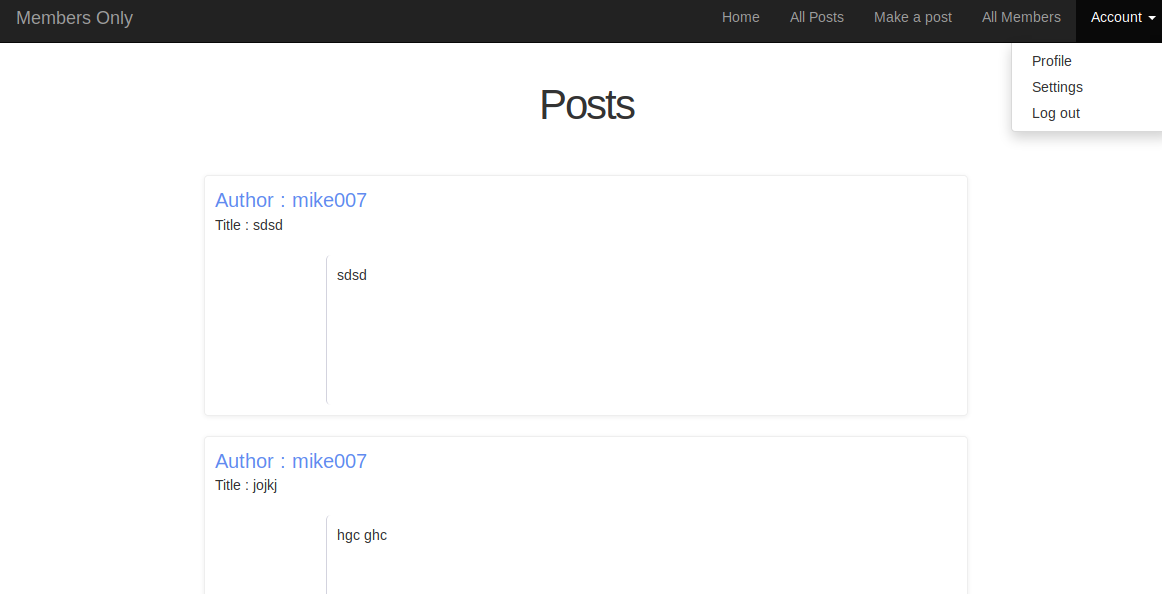 Members Only Home All Posts Make a post All Members Account
Profile
Settings
Log out
Posts
Author : mike007
Title : sdsd
sdsd
Author : mike007
Title : jojkj
hgc ghc